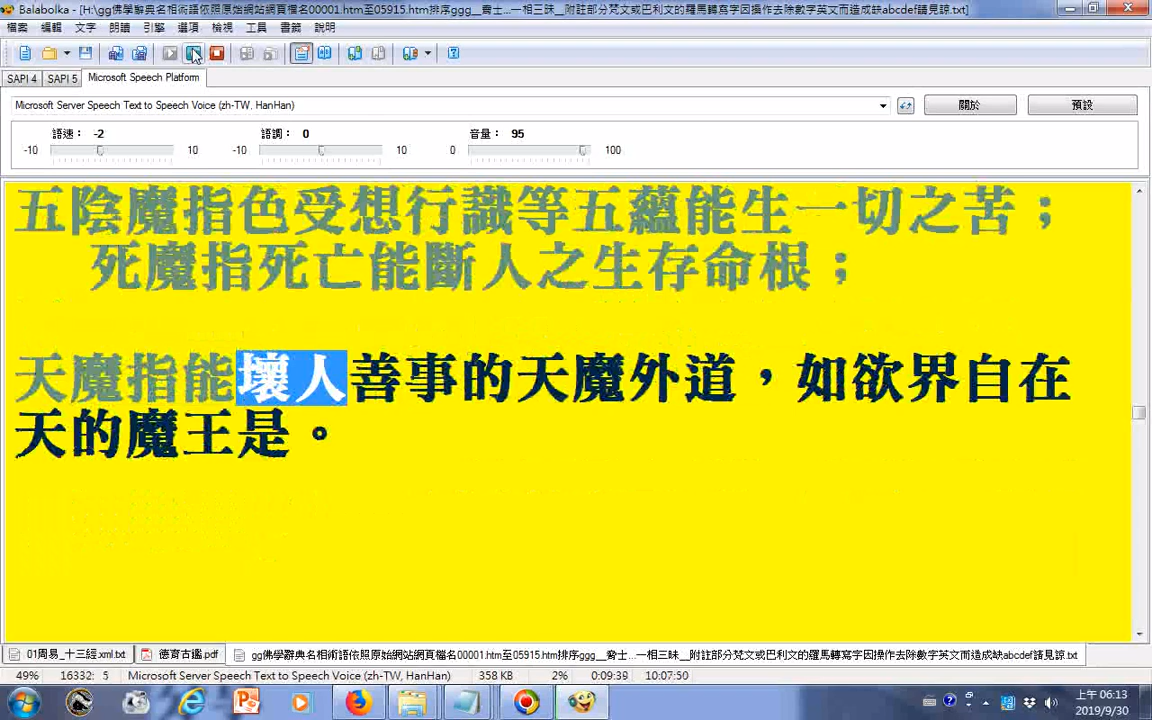 Balabolka - [H:\gg佛學辭典名相術語依照原始網站網頁檔名00001.htm至05915.htm排序ggg__脅士...一相三昧__附註部分梵文或巴利文的羅馬轉寫字因操作去除數字英文而造成缺abcdef請見諒.txt]
檔案 編輯 文字 朗讀 引擎 選項 檢視 工具 書籤 說明
SAPI 4 SAPI 5 Microsoft Speech Platform
Microsoft Server Speech Text to Speech Voice (zh-TW, HanHan) 關於 預設
語速： -2 語調： 0 音量： 95
-10 10 -10 10 0 100
五陰魔指色受想行識等五蘊能生一切之苦；
死魔指死亡能斷人之生存命根；
天魔指能壞人善事的天魔外道，如欲界自在
天的魔王是。
01周易_十三經.xml.txt 德育古鑑.pdf gg佛學辭典名相術語依照原始網站網頁檔名00001.htm至05915.htm排序ggg__脅士...一相三昧__附註部分梵文或巴利文的羅馬轉寫字因操作去除數字英文而造成缺abcdef請見諒.txt
49% 16332: 5 Microsoft Server Speech Text to Speech Voice (zh-TW, HanHan) 358 KB 2% 0:09:39 10:07:50
上午 06:13
2019/9/30